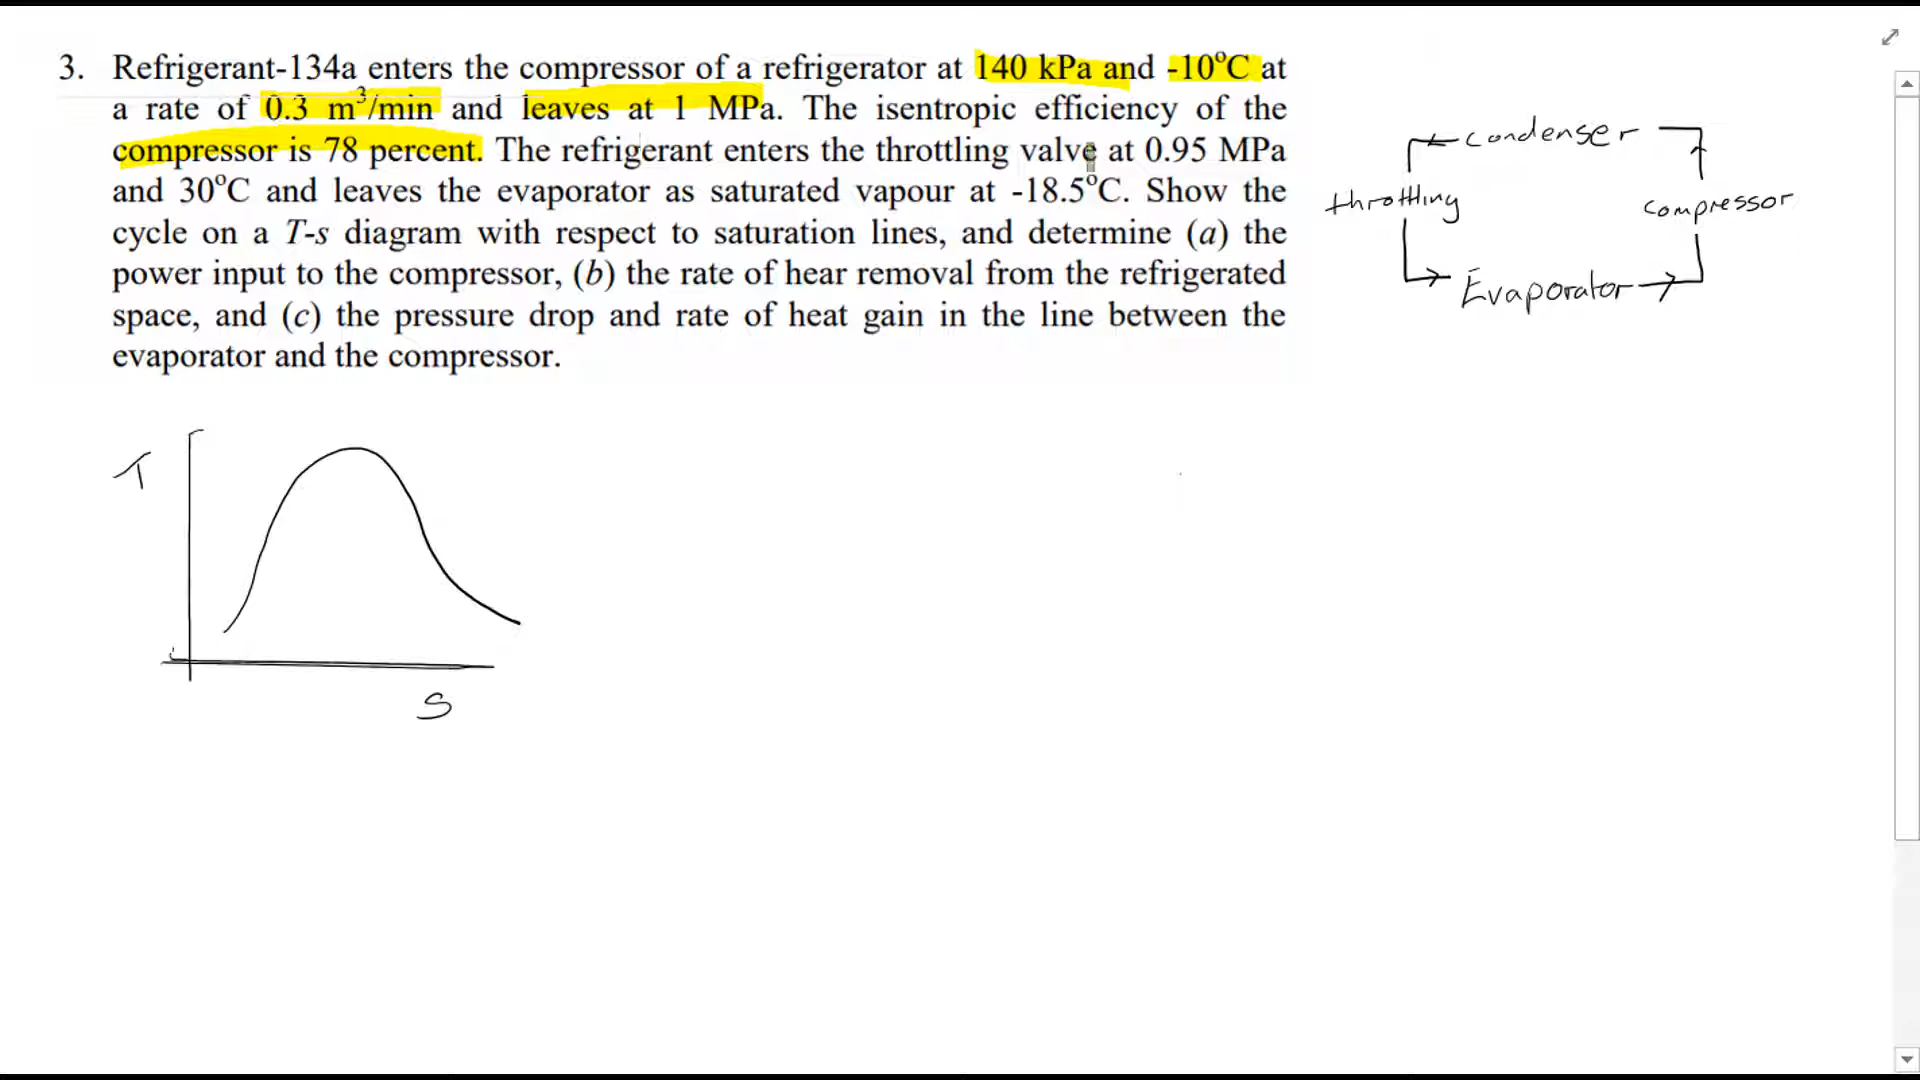 3. Refrigerant-134a enters the compressor of a refrigerator at 140 kPa and -10°C at
a rate of 0.3 m³/min and leaves at 1 MPa. The isentropic efficiency of the
compressor is 78 percent. The refrigerant enters the throttling valve at 0.95 MPa
and 30°C and leaves the evaporator as saturated vapour at -18.5°C. Show the
cycle on a T-s diagram with respect to saturation lines, and determine (a) the
power input to the compressor, (b) the rate of hear removal from the refrigerated
space, and (c) the pressure drop and rate of heat gain in the line between the
evaporator and the compressor.
condenser
throttling
compressor
Evaporator
T
S